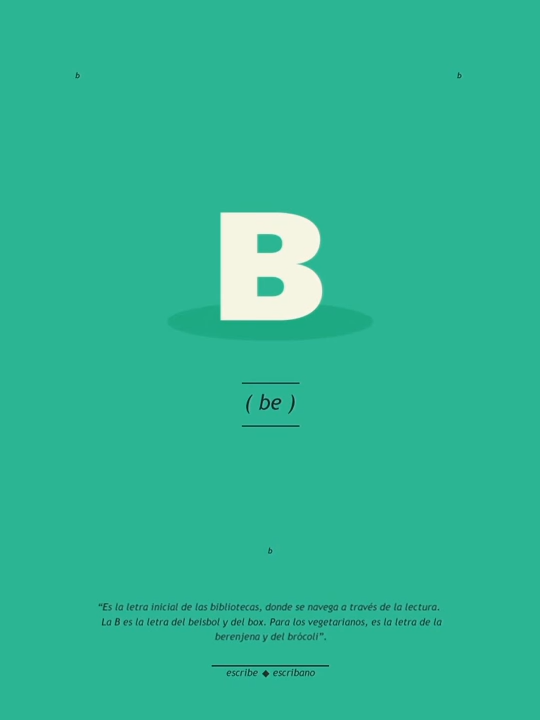 b b
B
( be )
b
“Es la letra inicial de las bibliotecas, donde se navega a través de la lectura.
La B es la letra del beisbol y del box. Para los vegetarianos, es la letra de la
berenjena y del brócoli”.
escribe ◆ escribano